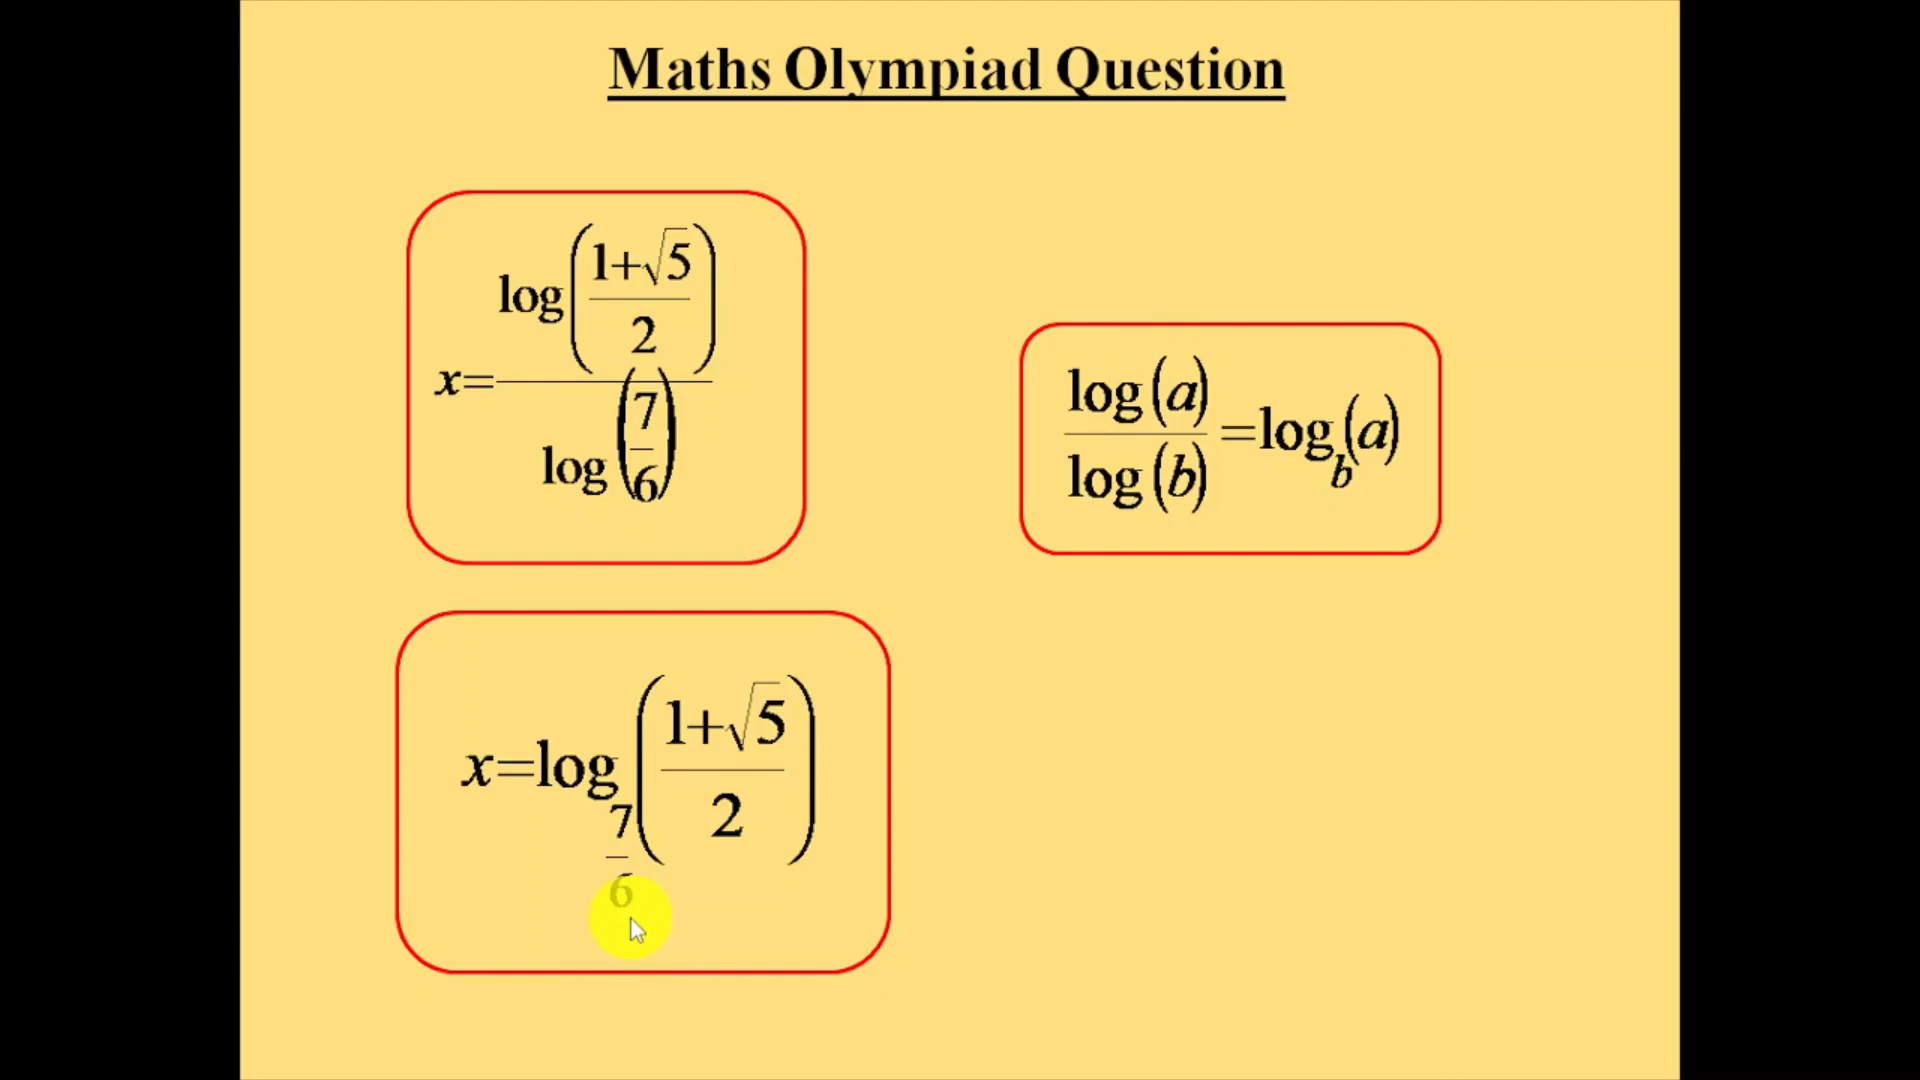 Maths Olympiad Question
x = log((1+√5)/2) / log(7/6)
log(a)/log(b) = log_b(a)
x = log_(7/6)((1+√5)/2)